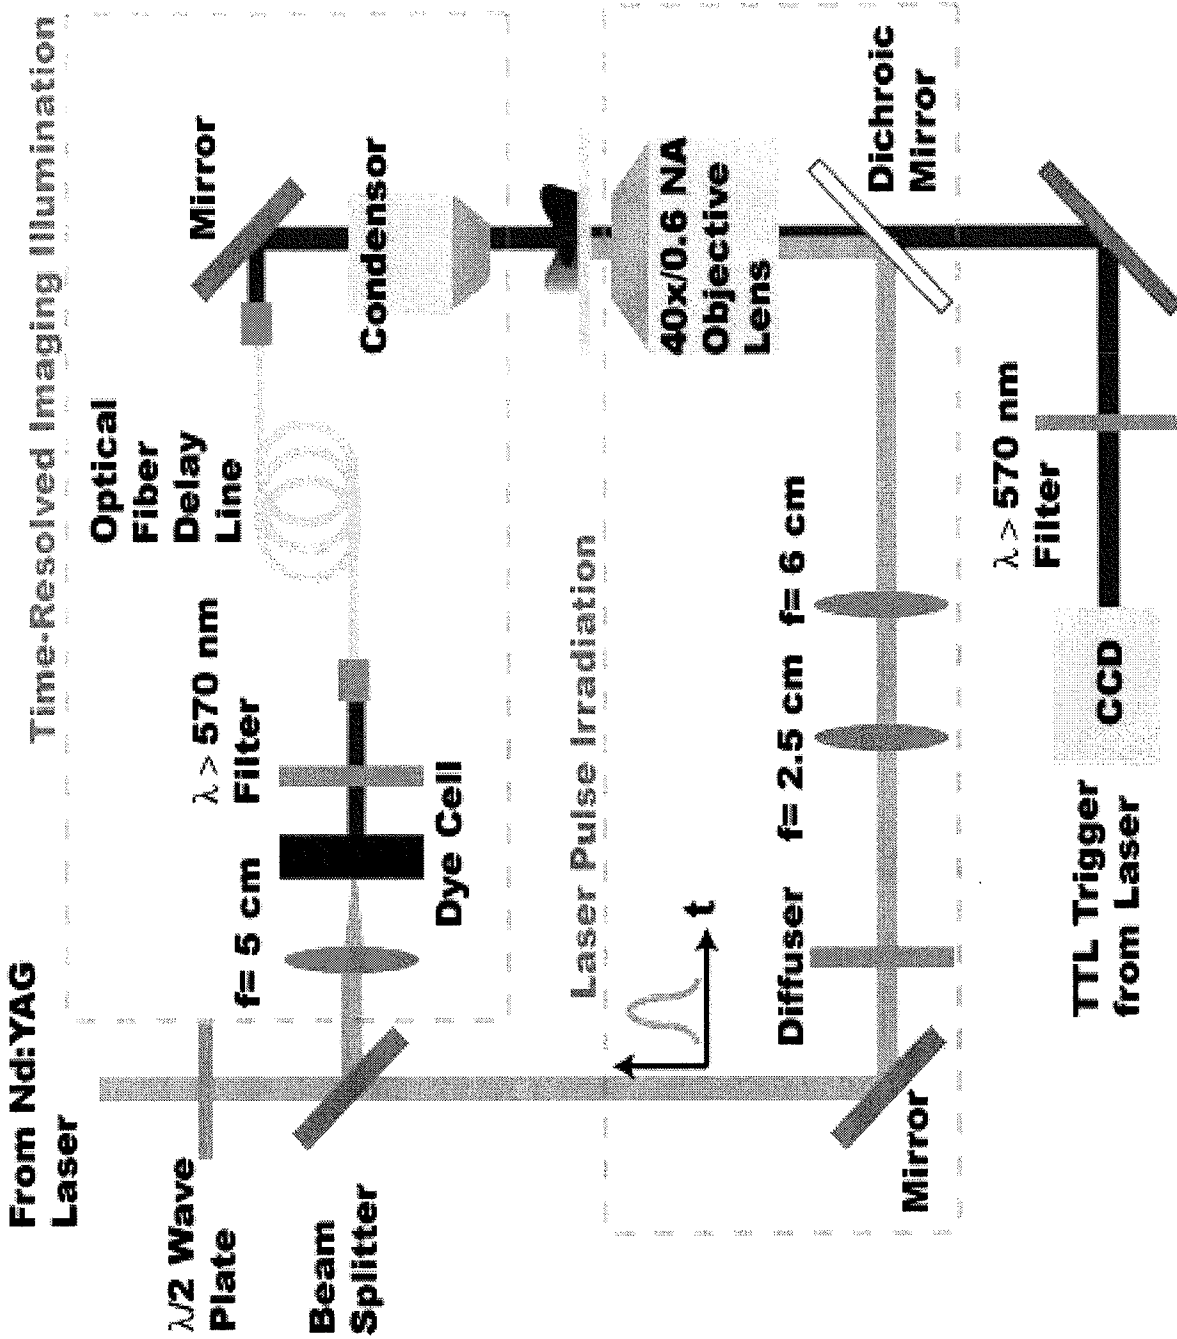 From Nd:YAG
Laser
λ/2 Wave
Plate
Beam
Splitter
Time-Resolved Imaging Illumination
f= 5 cm
Dye Cell
λ > 570 nm
Filter
Optical
Fiber
Delay
Line
Mirror
Condensor
Laser Pulse Irradiation
t
Mirror
Diffuser
f= 2.5 cm
f= 6 cm
40x/0.6 NA
Objective
Lens
Dichroic
Mirror
λ > 570 nm
Filter
CCD
TTL Trigger
from Laser